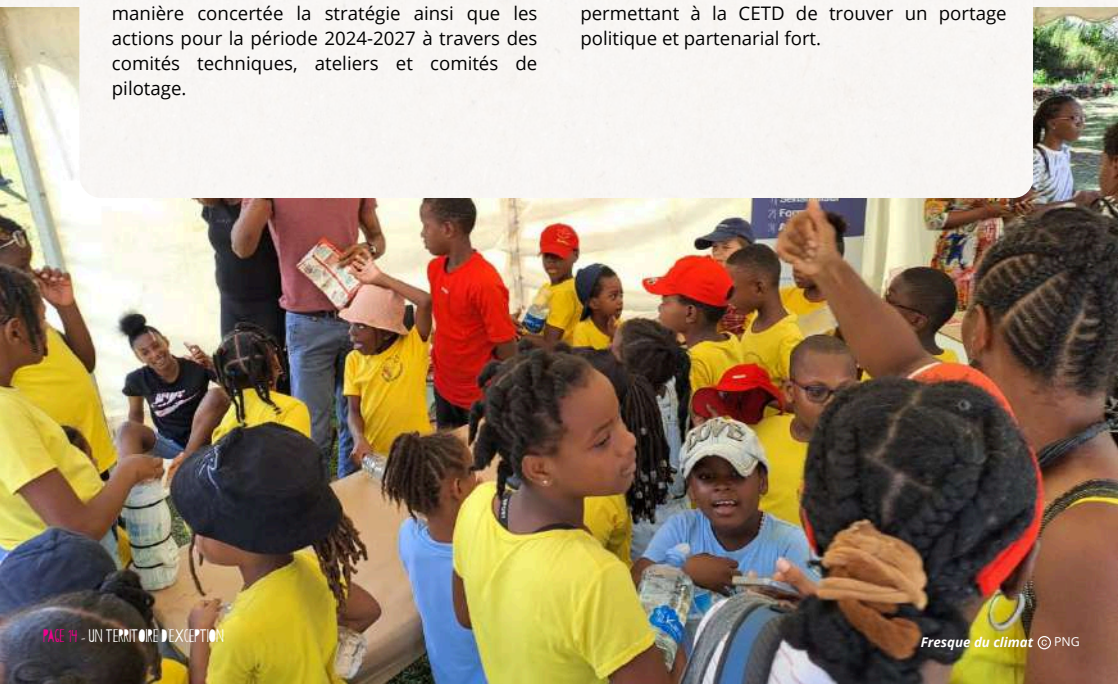 manière concertée la stratégie ainsi que les
actions pour la période 2024-2027 à travers des
comités techniques, ateliers et comités de
pilotage.
permettant à la CETD de trouver un portage
politique et partenarial fort.
LOVE
PAGE 14 - UN TERRITOIRE D'EXCEPTION
Fresque du climat © PNG